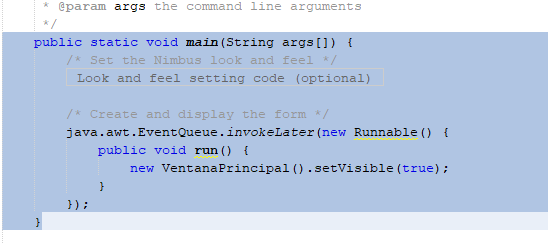 * @param args the command line arguments
*/
public static void main(String args[]) {
/* Set the Nimbus look and feel */
Look and feel setting code (optional)
/* Create and display the form */
java.awt.EventQueue.invokeLater(new Runnable() {
public void run() {
new VentanaPrincipal().setVisible(true);
}
});
}